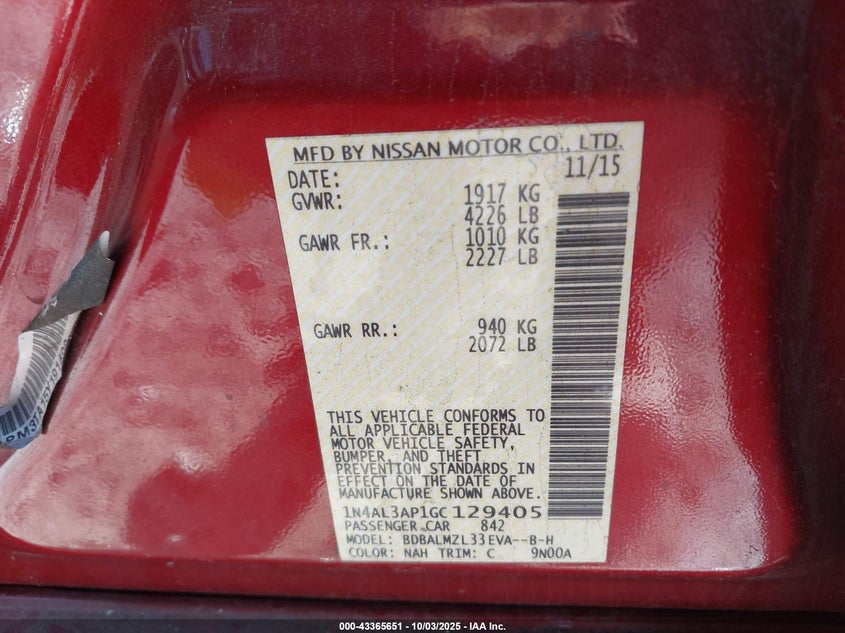 MFD BY NISSAN MOTOR CO., LTD.
DATE: 11/15
GVWR: 1917 KG
4226 LB
GAWR FR.: 1010 KG
2227 LB
GAWR RR.: 940 KG
2072 LB
THIS VEHICLE CONFORMS TO
ALL APPLICABLE FEDERAL
MOTOR VEHICLE SAFETY,
BUMPER, AND THEFT
PREVENTION STANDARDS IN
EFFECT ON THE DATE OF
MANUFACTURE SHOWN ABOVE.
1N4AL3AP1GC129405
PASSENGER CAR 842
MODEL: BDBALMZL33EVA--B-H
COLOR: NAH TRIM: C 9N00A
000-43365651 | 10/03/2025 - IAA Inc.